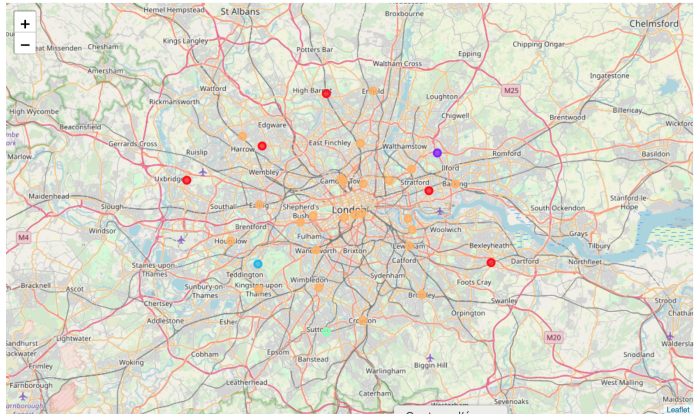 Hemel Hempstead
St Albans
Broxbourne
Chelmsford
+
−
Chesham
Kings Langley
Potters Bar
Epping
Chipping Ongar
Amersham
Waltham Cross
Ingatestone
Watford
High Barnet
Enfield
Loughton
M25
Rickmansworth
Chigwell
Brentwood
Billericay
High Wycombe
Beaconsfield
Edgware
Gerrards Cross
Harrow
East Finchley
Walthamstow
Romford
Basildon
Marlow
Ruislip
Ilford
Wembley
Uxbridge
Camden Town
Stratford
Barking
Maidenhead
Slough
Southall
Ealing
Shepherd's
Bush
London
South Ockendon
Stanford-le-
Hope
M4
Windsor
Brentford
Fulham
Woolwich
Grays
Tilbury
Hounslow
Wandsworth
Brixton
Lewisham
Bexleyheath
Staines-upon-
Thames
Catford
Dartford
Northfleet
Teddington
Sydenham
Foots Cray
Bracknell
Ascot
Sunbury-on-
Thames
Kingston upon
Thames
Wimbledon
Bromley
Swanley
Strood
Chertsey
Addlestone
Esher
Sutton
Croydon
Orpington
Chatham
Lightwater
Woking
Cobham
Epsom
Banstead
M20
Frimley
Warlingham
Biggin Hill
Snodland
Farnborough
Leatherhead
Caterham
Sevenoaks
West Malling
Leaflet